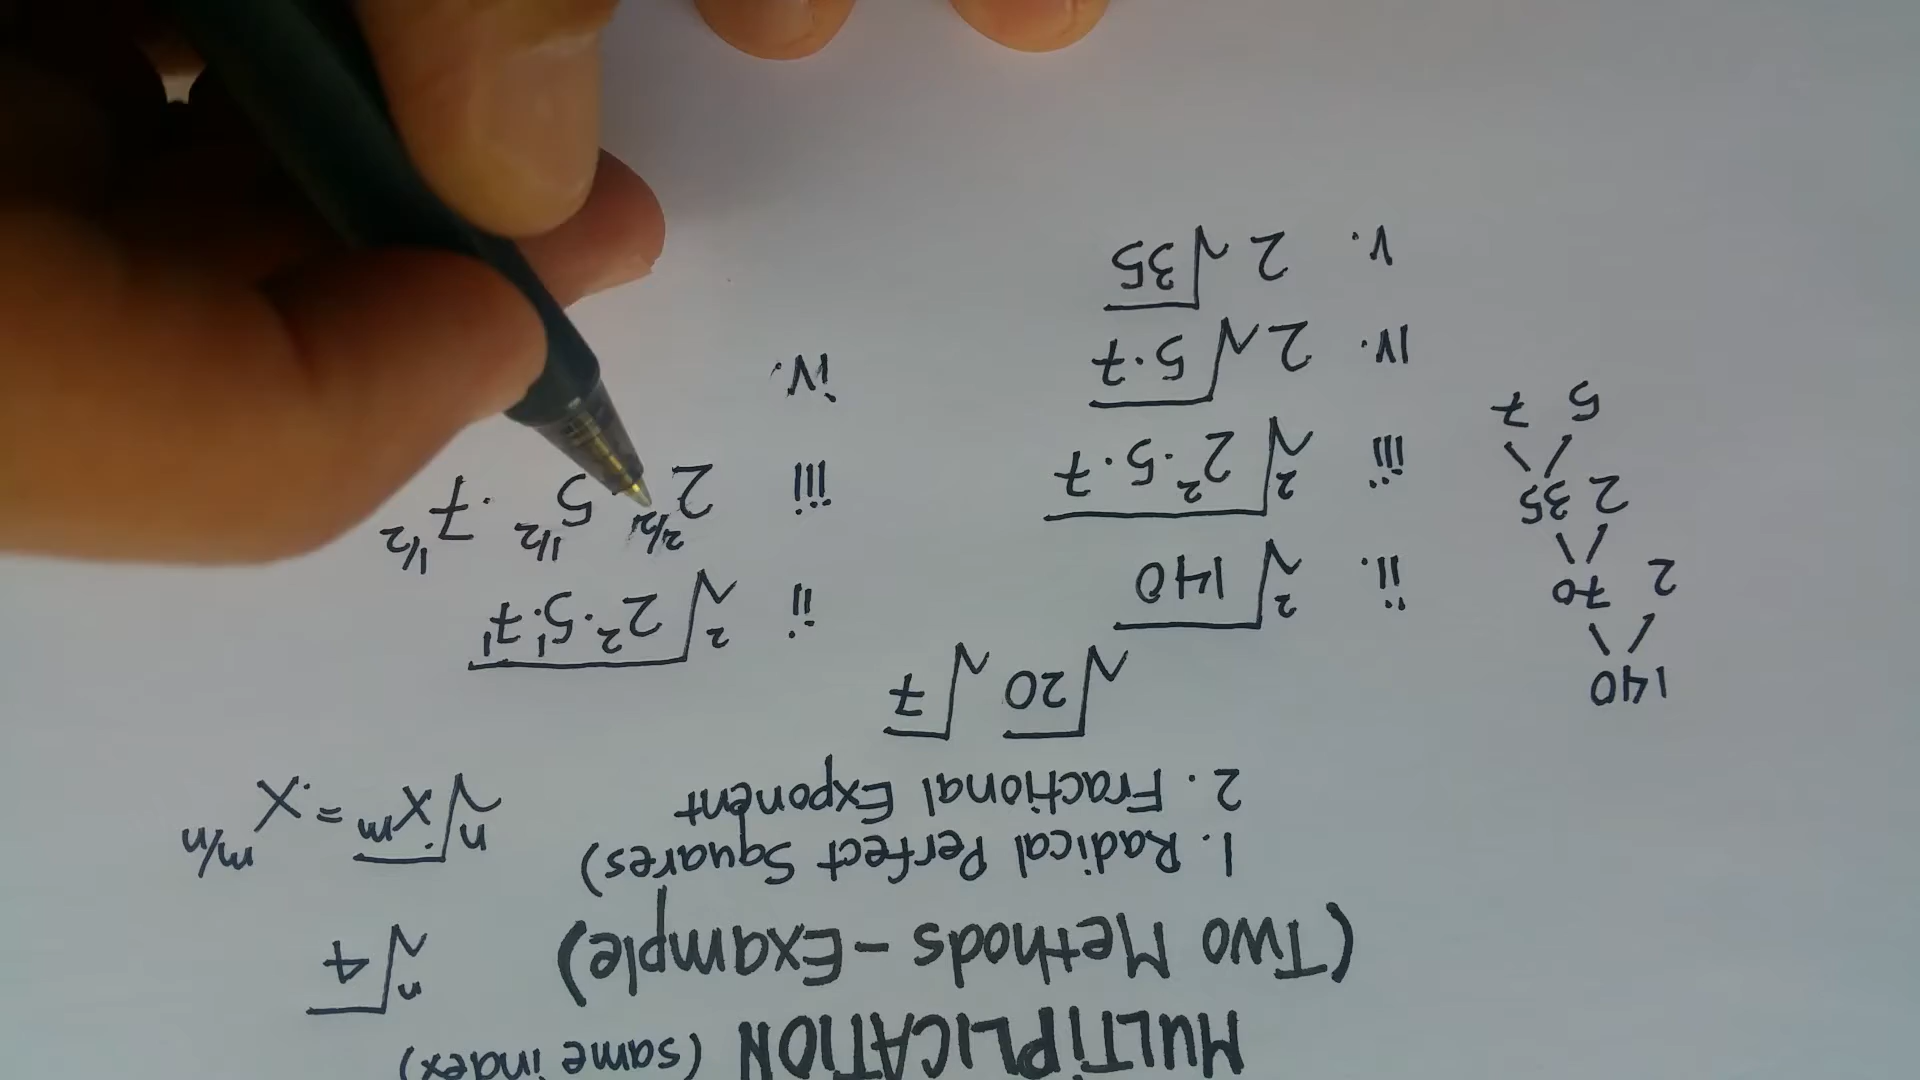 MULTIPLICATION (same index)
(Two Methods - Example)
ⁿ√4
1. Radical Perfect Squares)
2. Fractional Exponent
ⁿ√xᵐ = x^m/n
√20 √7
140
2 70
2 35
5 7
ii. ²√140
iii ²√2²·5·7
iv. 2√5·7
v. 2√35
ii ²√2²·5¹·7¹
iii 2^2/2 · 5^1/2 · 7^1/2
iv.